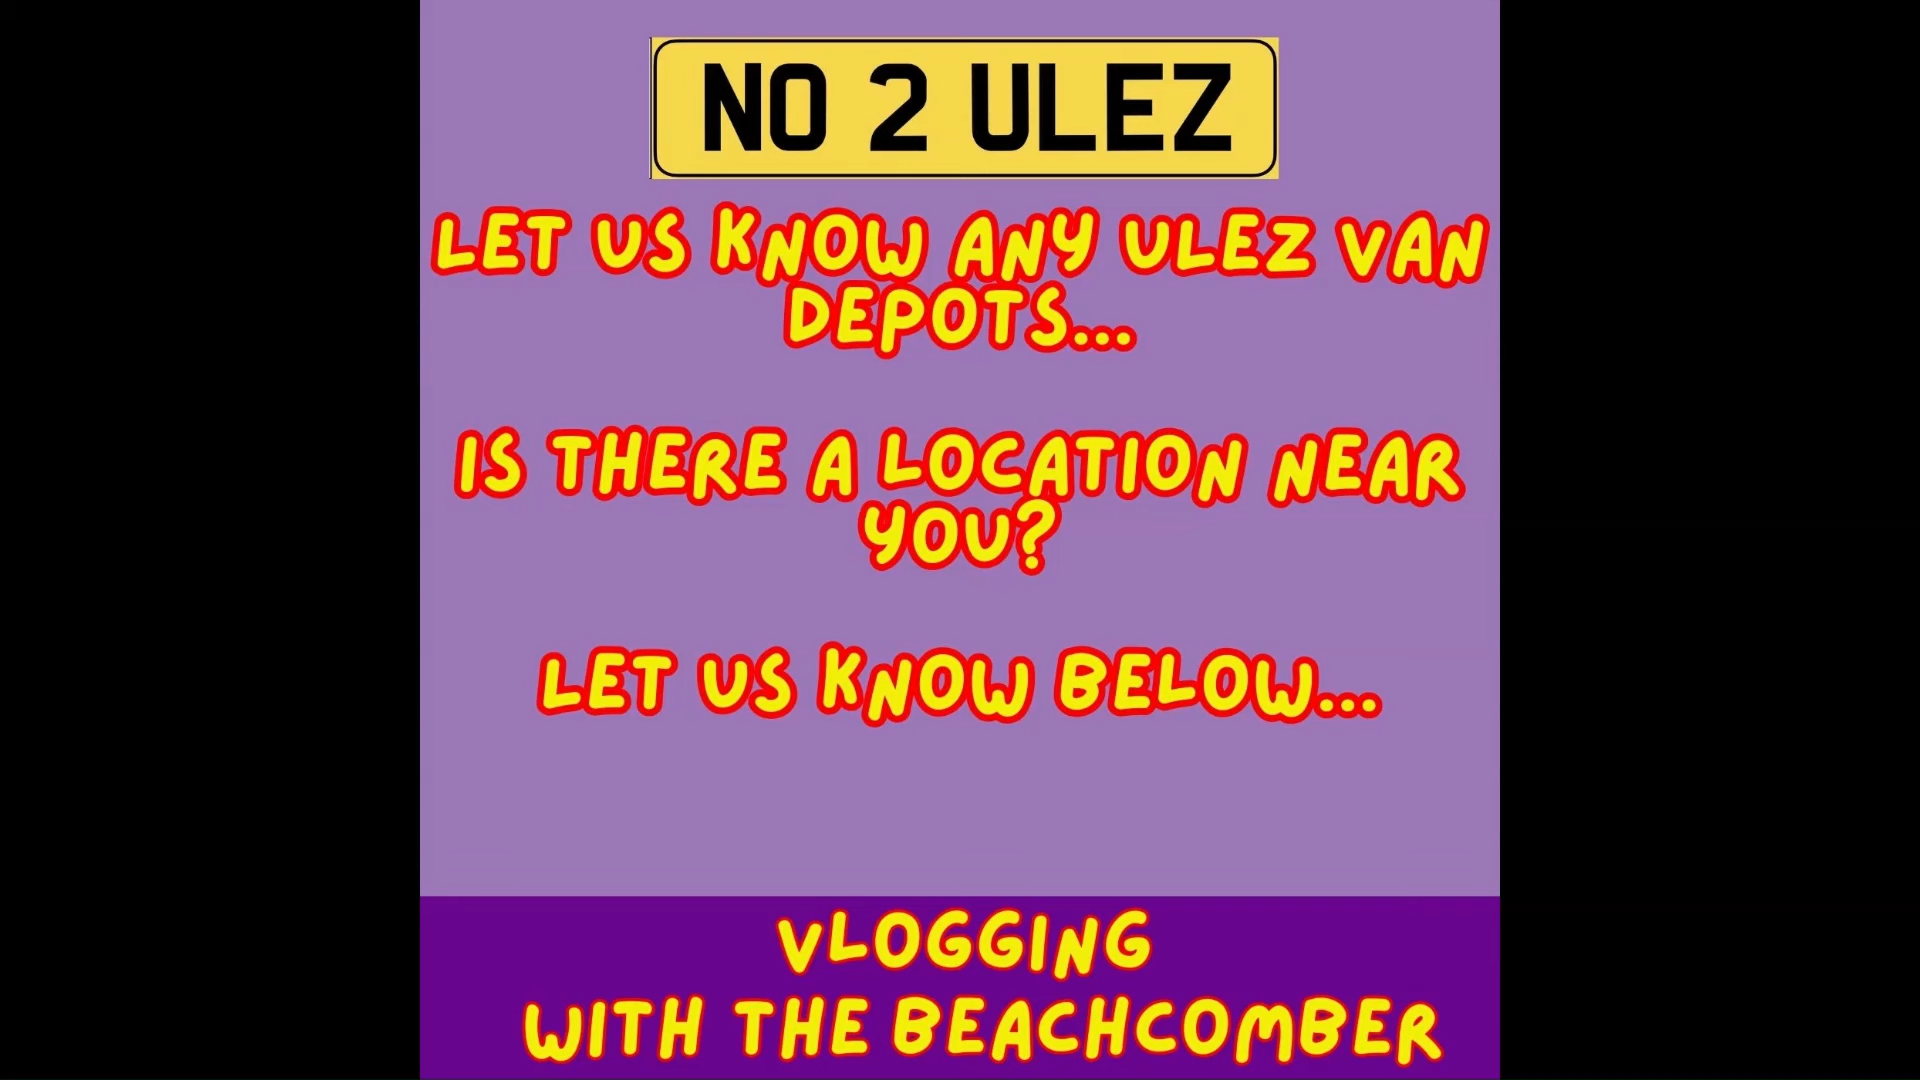 NO 2 ULEZ
LET US KNOW ANY ULEZ VAN
DEPOTS...
IS THERE A LOCATION NEAR
YOU?
LET US KNOW BELOW...
VLOGGING
WITH THE BEACHCOMBER